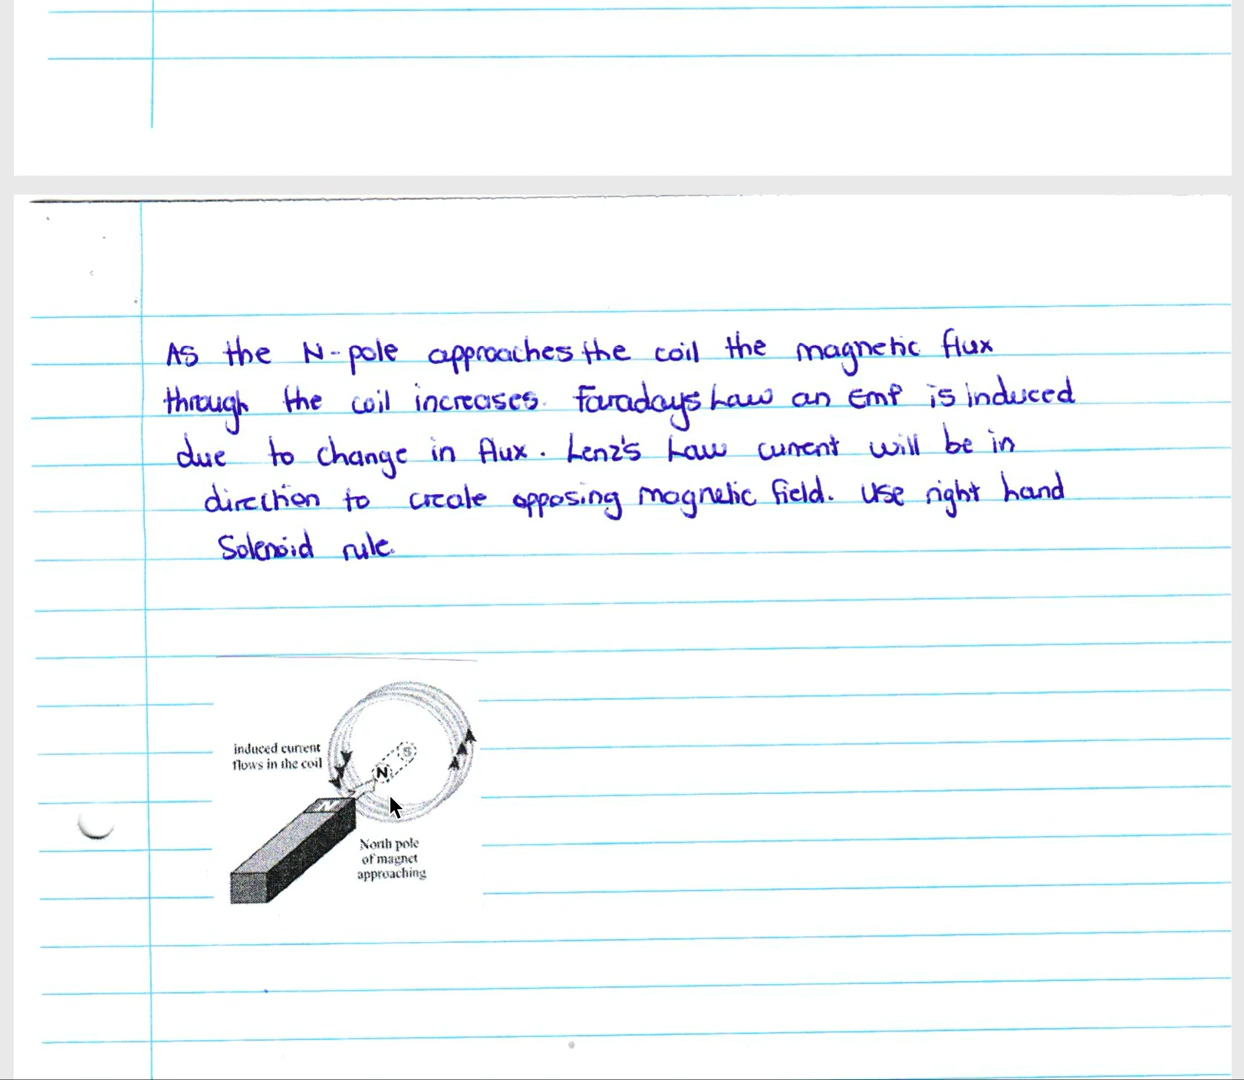 As the N-pole approaches the coil the magnetic flux
through the coil increases. Faradays Law an Emf is induced
due to change in flux. Lenz's Law current will be in
direction to create opposing magnetic field. Use right hand
Solenoid rule.
induced current
flows in the coil
S
N
N
North pole
of magnet
approaching